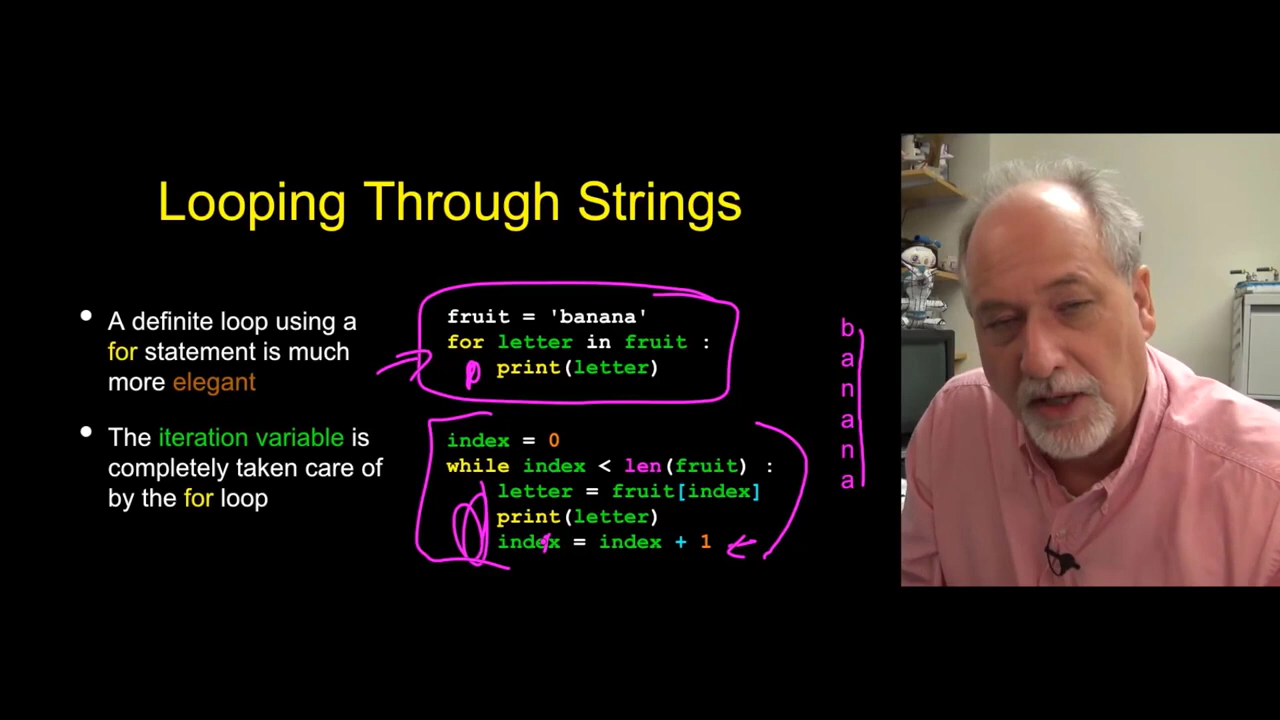 Looping Through Strings
• A definite loop using a
for statement is much
more elegant
• The iteration variable is
completely taken care of
by the for loop
fruit = 'banana'
for letter in fruit :
    print(letter)
index = 0
while index < len(fruit) :
    letter = fruit[index]
    print(letter)
    index = index + 1
b
a
n
a
n
a